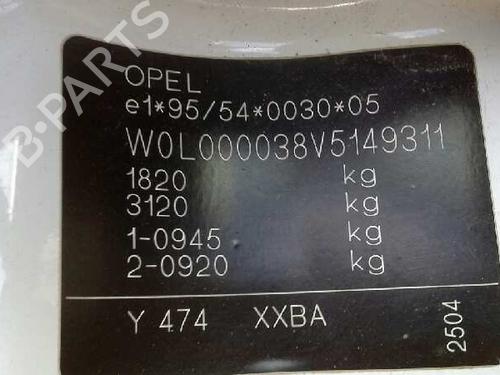 OPEL
e1*95/54*0030*05
W0L000038V5149311
1820 kg
3120 kg
1-0945 kg
2-0920 kg
Y 474 XXBA
2504
B-PARTS